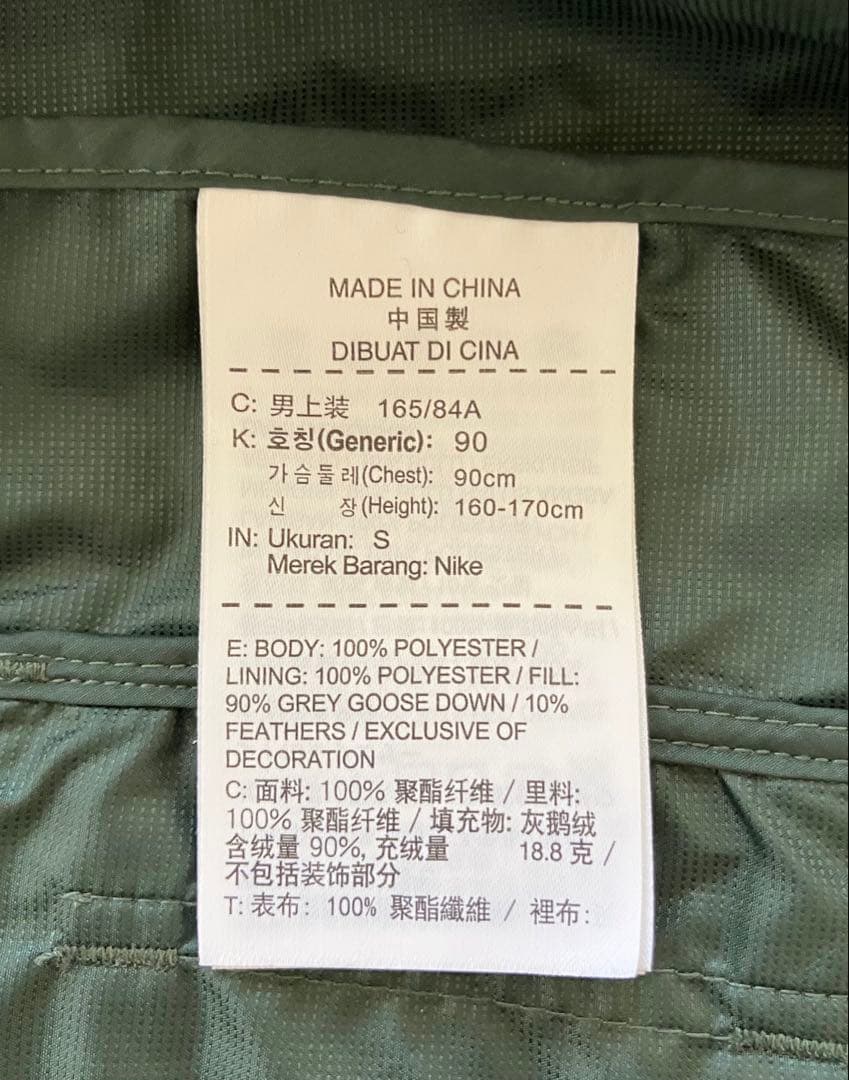 MADE IN CHINA
中国製
DIBUAT DI CINA
C: 男上装 165/84A
K: 호칭(Generic): 90
가슴둘레(Chest): 90cm
신 장(Height): 160-170cm
IN: Ukuran: S
Merek Barang: Nike
E: BODY: 100% POLYESTER /
LINING: 100% POLYESTER / FILL:
90% GREY GOOSE DOWN / 10%
FEATHERS / EXCLUSIVE OF
DECORATION
C: 面料: 100% 聚酯纤维 / 里料:
100% 聚酯纤维 / 填充物: 灰鹅绒
含绒量 90%, 充绒量 18.8 克 /
不包括装饰部分
T: 表布: 100% 聚酯纖維 / 裡布: